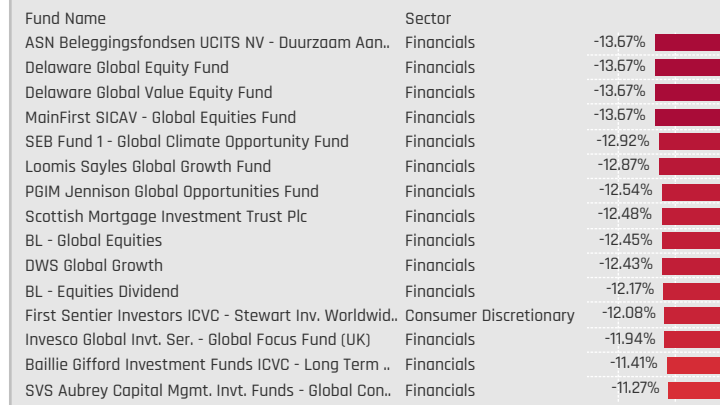 Fund Name Sector
ASN Beleggingsfondsen UCITS NV - Duurzaam Aan.. Financials -13.67%
Delaware Global Equity Fund Financials -13.67%
Delaware Global Value Equity Fund Financials -13.67%
MainFirst SICAV - Global Equities Fund Financials -13.67%
SEB Fund 1 - Global Climate Opportunity Fund Financials -12.92%
Loomis Sayles Global Growth Fund Financials -12.87%
PGIM Jennison Global Opportunities Fund Financials -12.54%
Scottish Mortgage Investment Trust Plc Financials -12.48%
BL - Global Equities Financials -12.45%
DWS Global Growth Financials -12.43%
BL - Equities Dividend Financials -12.17%
First Sentier Investors ICVC - Stewart Inv. Worldwid.. Consumer Discretionary -12.08%
Invesco Global Invt. Ser. - Global Focus Fund (UK) Financials -11.94%
Baillie Gifford Investment Funds ICVC - Long Term .. Financials -11.41%
SVS Aubrey Capital Mgmt. Invt. Funds - Global Con.. Financials -11.27%